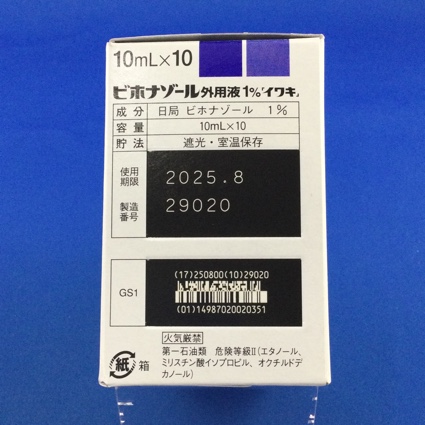 10mL×10
ビホナゾール外用液1%「イワキ」
成分 日局 ビホナゾール 1%
容量 10mL×10
貯法 遮光・室温保存
使用期限 2025.8
製造番号 29020
(17)250800(10)29020
GS1
(01)14987020020351
火気厳禁
第一石油類 危険等級Ⅱ(エタノール、
ミリスチン酸イソプロピル、オクチルドデ
カノール)
紙 箱